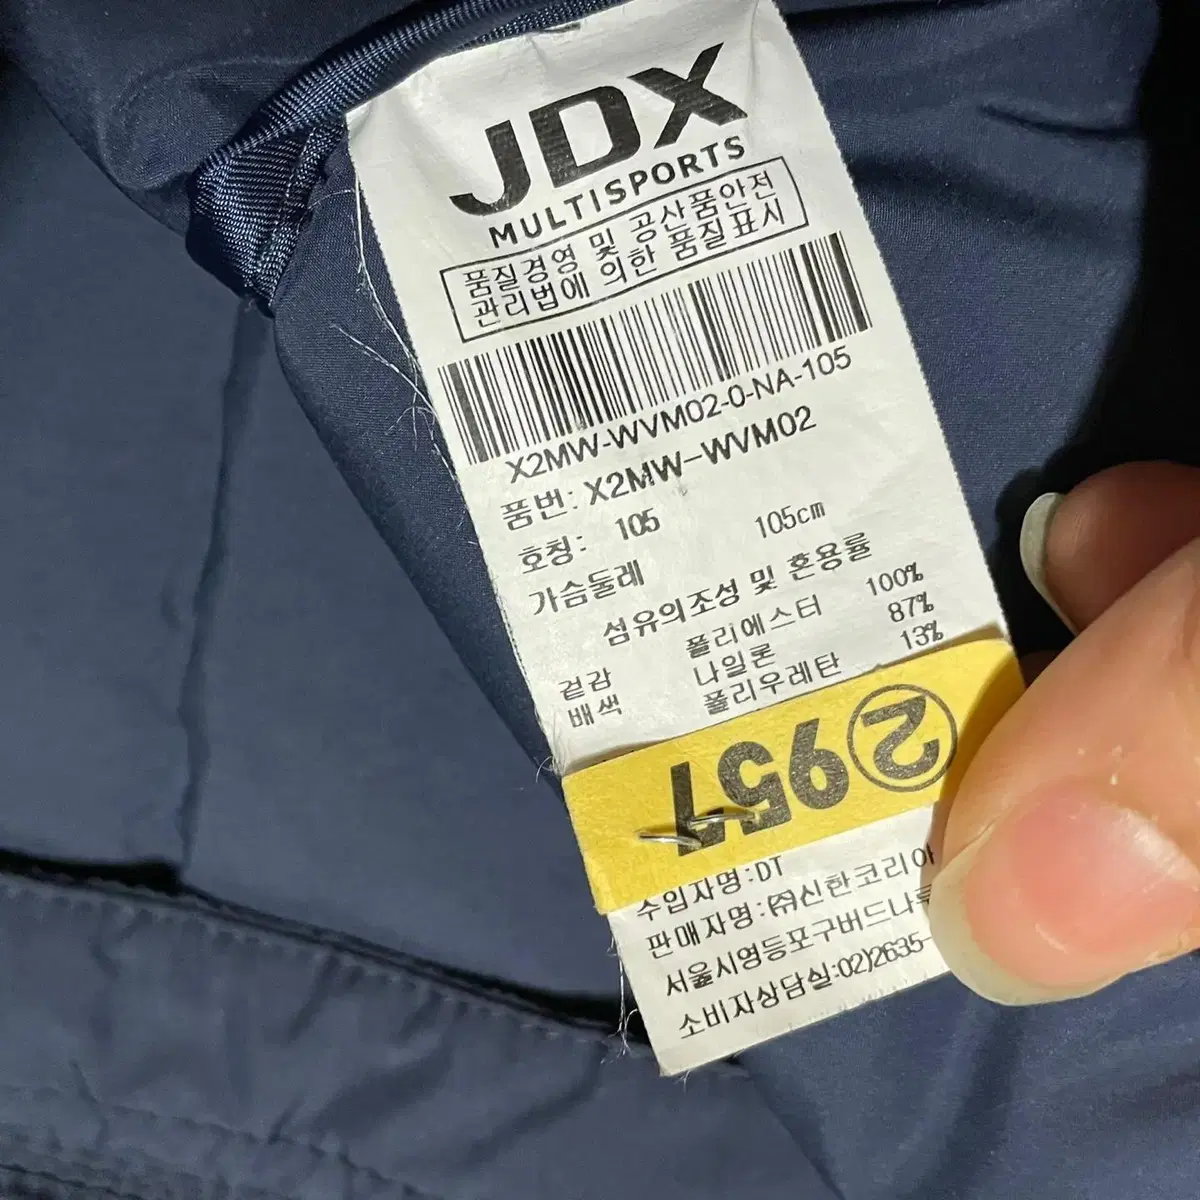 JDX
MULTISPORTS
품질경영 및 공산품안전
관리법에 의한 품질표시
X2MW-WVM02-0-NA-105
품번: X2MW-WVM02
호칭: 105
가슴둘레 105cm
섬유의조성 및 혼용률
겉감 폴리에스터 100%
배색 나일론 87%
폴리우레탄 13%
② 957
수입자명:DT
판매자명:㈜신한코리아
서울시영등포구버드나루
소비자상담실:02)2635-